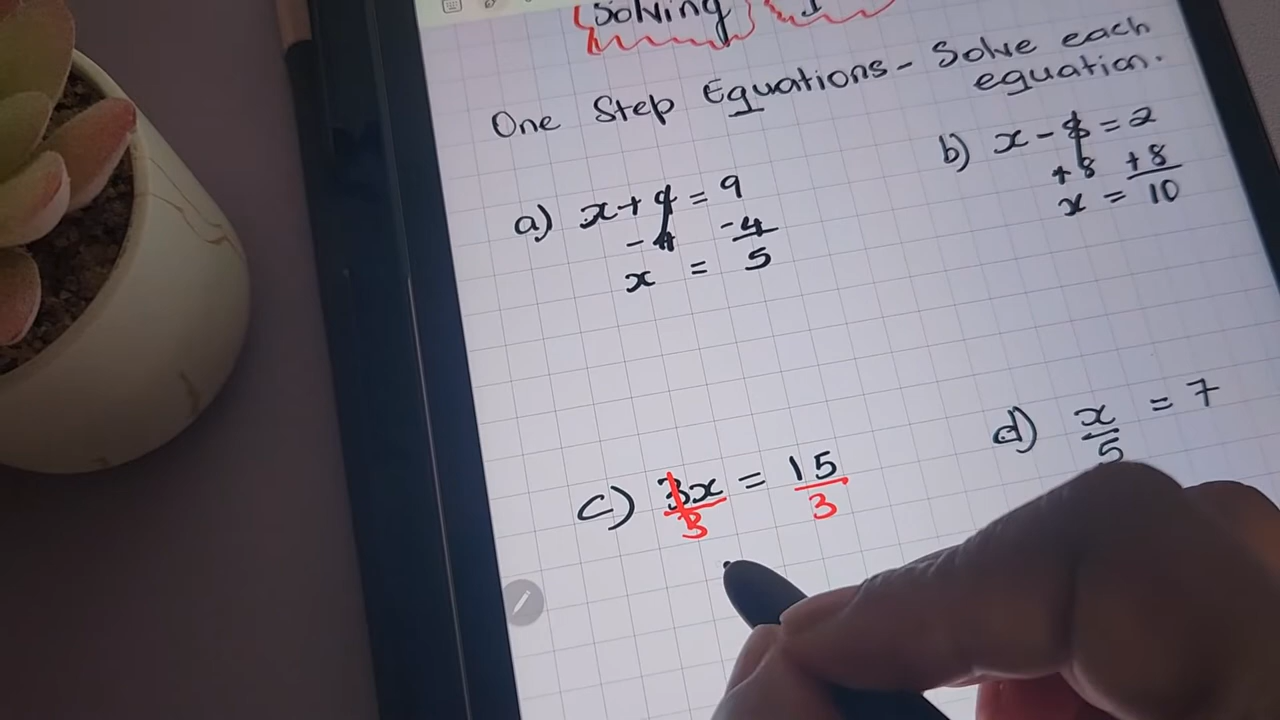 Solving
One Step Equations - Solve each
equation.
a) x + 4 = 9
- 4 - 4
x = 5
b) x - 8 = 2
+ 8 + 8
x = 10
c) 3x = 15
3 3
d) x = 7
5